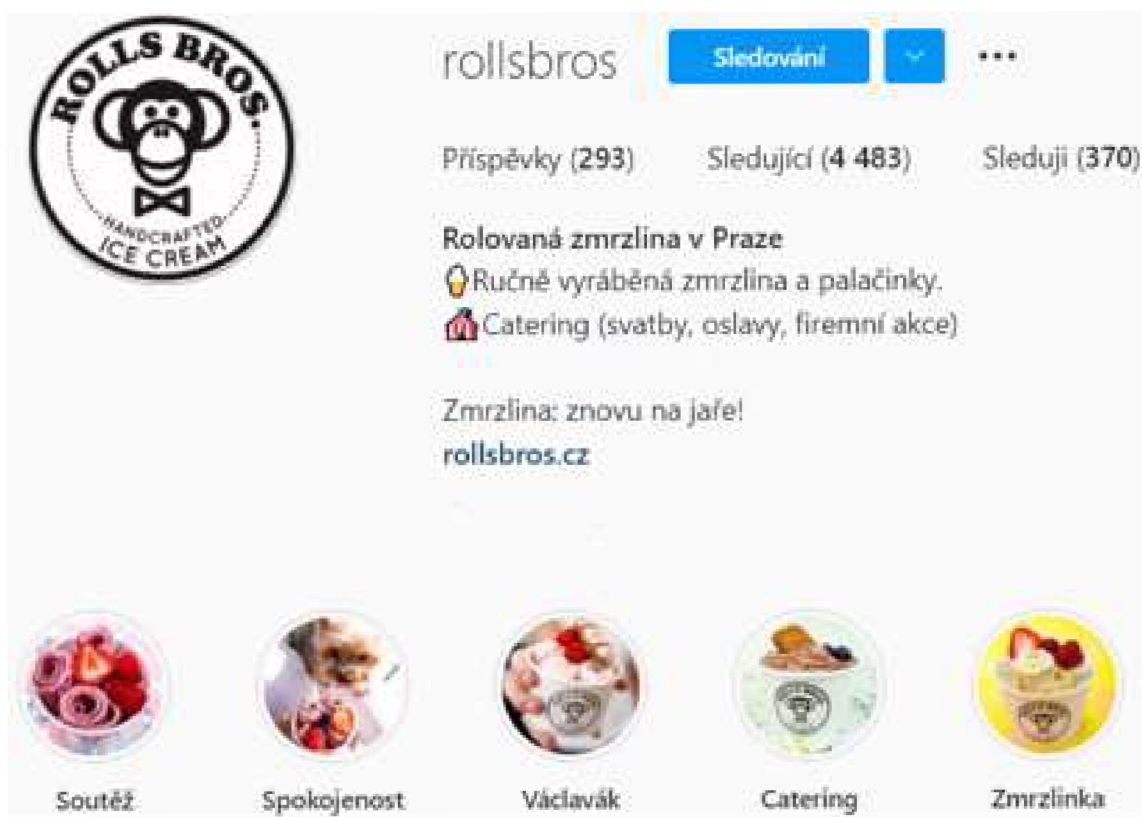 ROLLS BROS.
HANDCRAFTED
ICE CREAM
rollsbros Sledování
Příspěvky (293) Sledující (4 483) Sleduji (370)
Rolovaná zmrzlina v Praze
Ručně vyráběná zmrzlina a palačinky.
Catering (svatby, oslavy, firemní akce)
Zmrzlina: znovu na jaře!
rollsbros.cz
Soutěž Spokojenost Václavák Catering Zmrzlinka